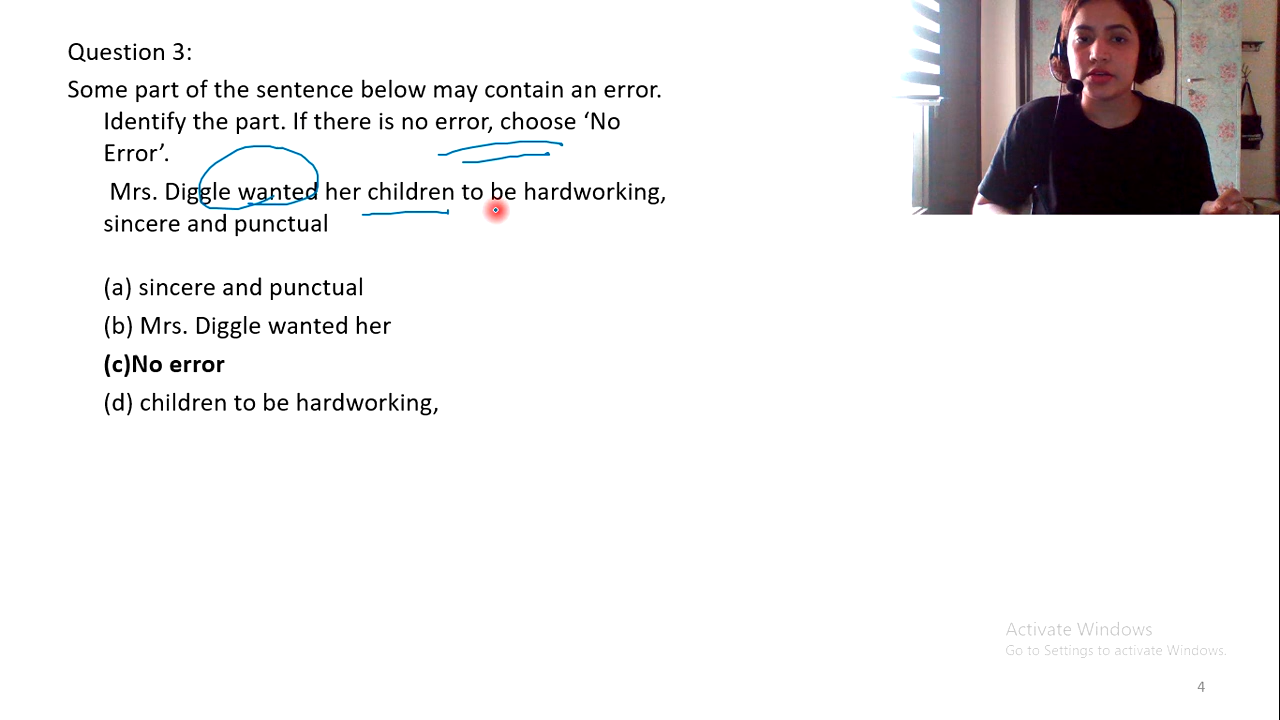 Question 3:
Some part of the sentence below may contain an error.
Identify the part. If there is no error, choose ‘No
Error’.
Mrs. Diggle wanted her children to be hardworking,
sincere and punctual
(a) sincere and punctual
(b) Mrs. Diggle wanted her
(c)No error
(d) children to be hardworking,
Activate Windows
Go to Settings to activate Windows.
4